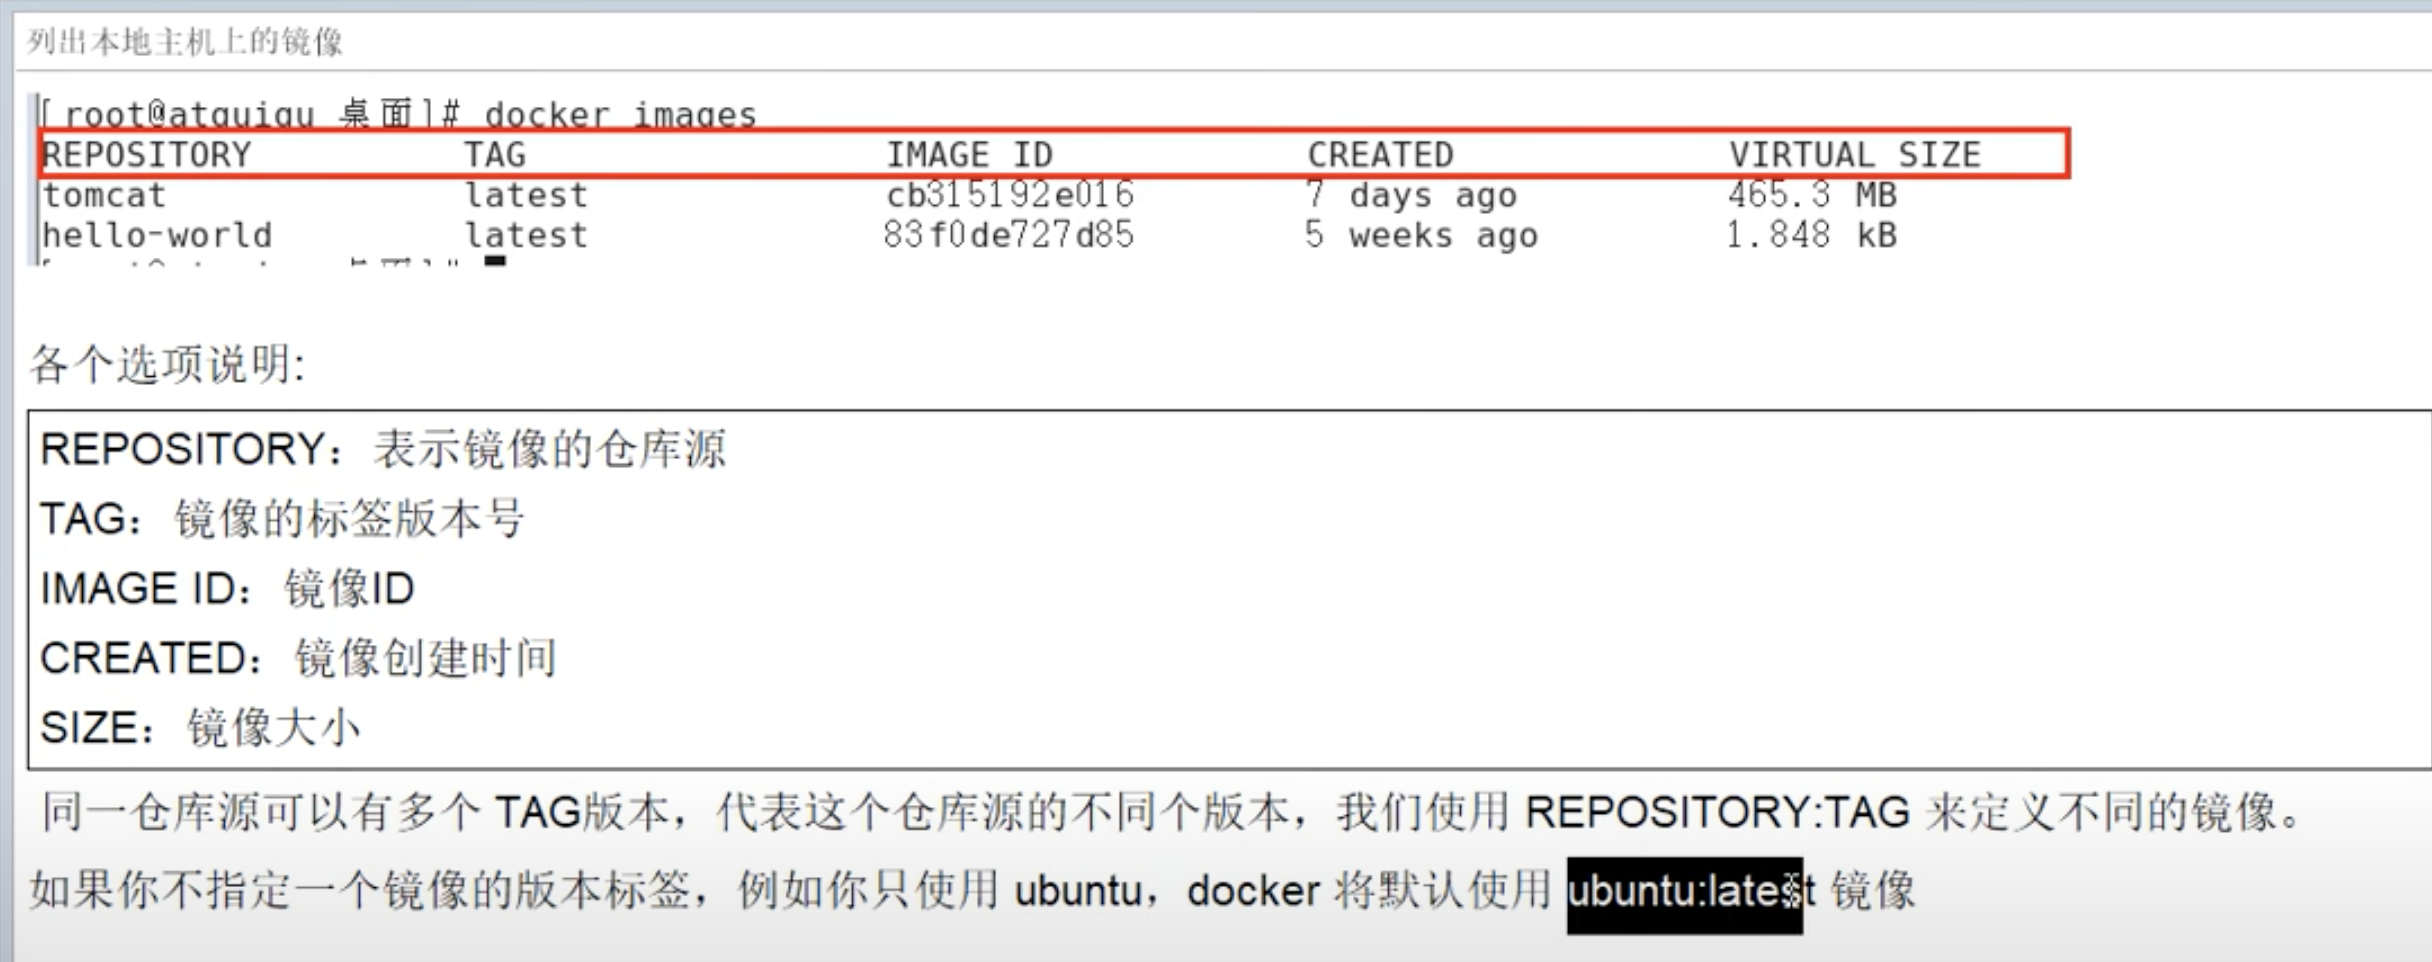 列出本地主机上的镜像
[root@atguigu 桌面]# docker images
REPOSITORY TAG IMAGE ID CREATED VIRTUAL SIZE
tomcat latest cb315192e016 7 days ago 465.3 MB
hello-world latest 83f0de727d85 5 weeks ago 1.848 kB
各个选项说明:
REPOSITORY：表示镜像的仓库源
TAG：镜像的标签版本号
IMAGE ID：镜像ID
CREATED：镜像创建时间
SIZE：镜像大小
同一仓库源可以有多个 TAG版本，代表这个仓库源的不同个版本，我们使用 REPOSITORY:TAG 来定义不同的镜像。
如果你不指定一个镜像的版本标签，例如你只使用 ubuntu，docker 将默认使用 ubuntu:latest 镜像